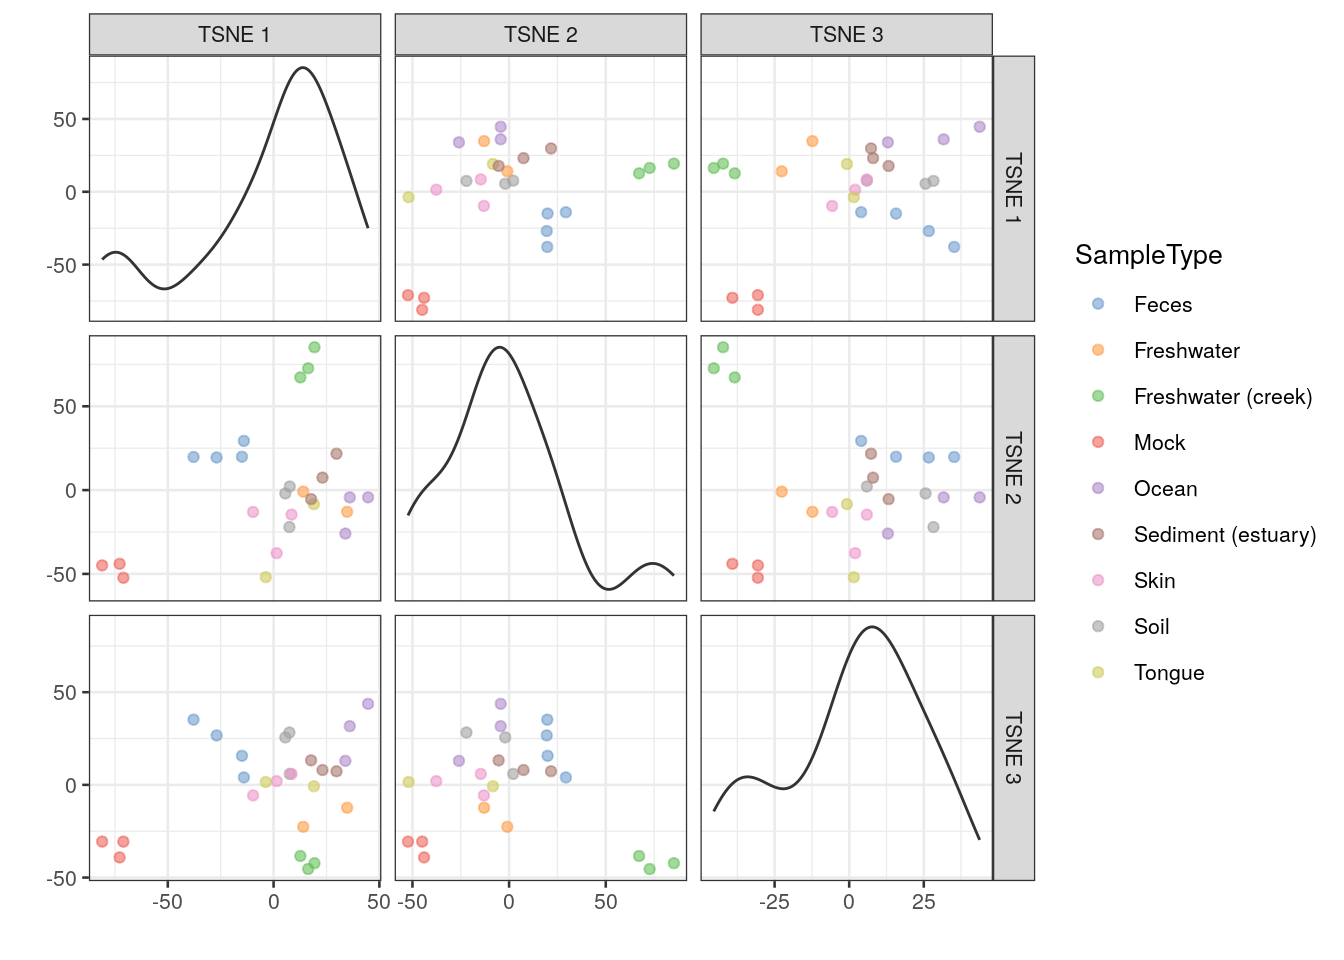 TSNE 1
TSNE 2
TSNE 3
50
0
-50
TSNE 1
50
0
-50
TSNE 2
50
0
-50
TSNE 3
-50
0
50
-50
0
50
-25
0
25
SampleType
Feces
Freshwater
Freshwater (creek)
Mock
Ocean
Sediment (estuary)
Skin
Soil
Tongue